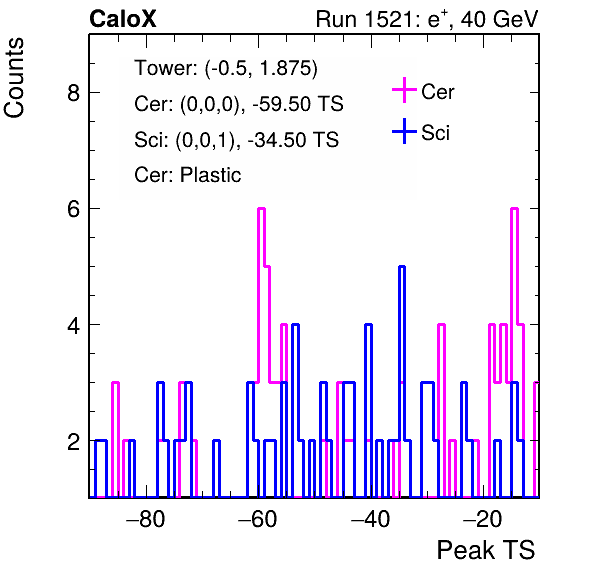 CaloX Run 1521: e⁺, 40 GeV
Counts
Tower: (-0.5, 1.875)
Cer: (0,0,0), -59.50 TS
Sci: (0,0,1), -34.50 TS
Cer: Plastic
Cer
Sci
8
6
4
2
−80 −60 −40 −20
Peak TS